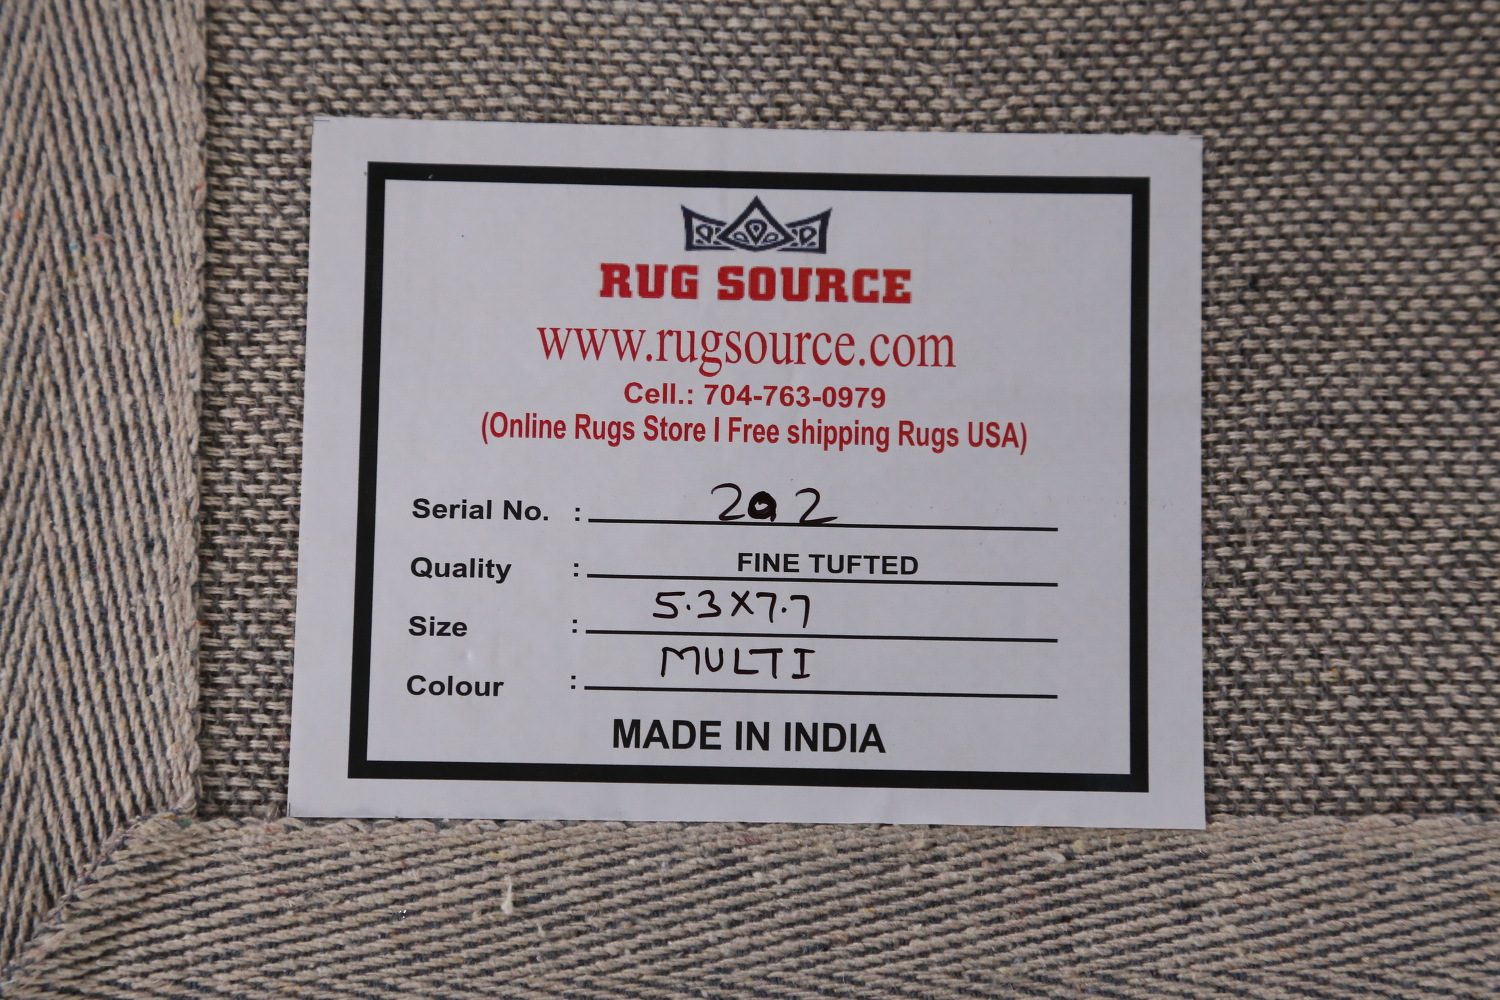 RUG SOURCE
www.rugsource.com
Cell.: 704-763-0979
(Online Rugs Store I Free shipping Rugs USA)
Serial No. :
Quality : FINE TUFTED
Size : 5.3X7.7
Colour : MULTI
MADE IN INDIA